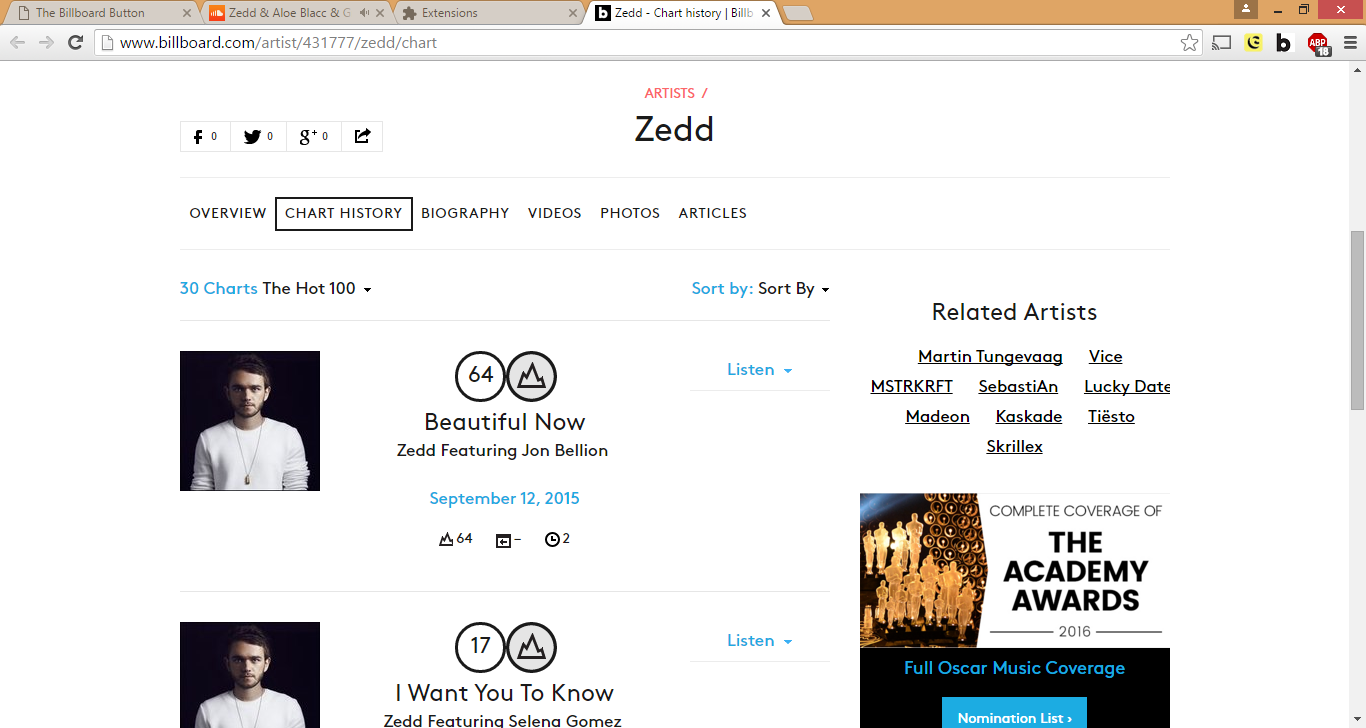 The Billboard Button
Zedd & Aloe Blacc & G
Extensions
b Zedd - Chart history | Billb
www.billboard.com/artist/431777/zedd/chart
b
ABP
18
ARTISTS /
Zedd
f 0
0
g+ 0
OVERVIEW
CHART HISTORY
BIOGRAPHY
VIDEOS
PHOTOS
ARTICLES
30 Charts The Hot 100
Sort by: Sort By
64
Listen
Beautiful Now
Zedd Featuring Jon Bellion
September 12, 2015
64
–
2
17
Listen
I Want You To Know
Zedd Featuring Selena Gomez
Related Artists
Martin Tungevaag Vice
MSTRKRFT SebastiAn Lucky Date
Madeon Kaskade Tiësto
Skrillex
COMPLETE COVERAGE OF
THE
ACADEMY
AWARDS
2016
Full Oscar Music Coverage
Nomination List ›